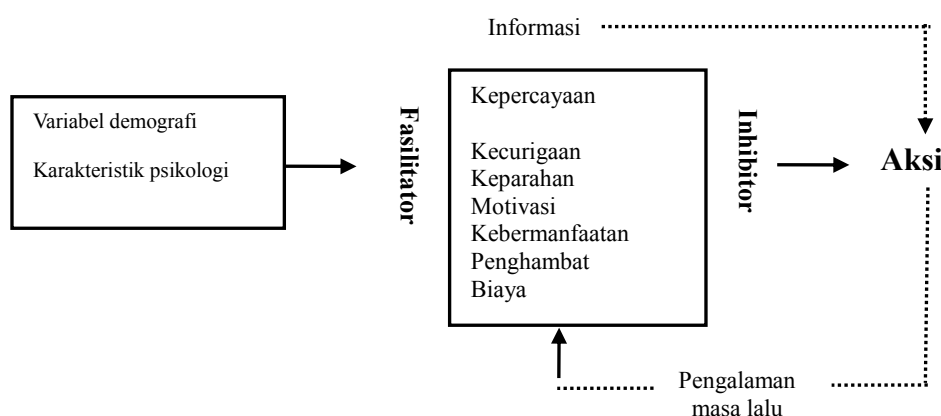 Informasi
Variabel demografi
Karakteristik psikologi
Fasilitator
Kepercayaan
Kecurigaan
Keparahan
Motivasi
Kebermanfaatan
Penghambat
Biaya
Inhibitor
Aksi
Pengalaman
masa lalu